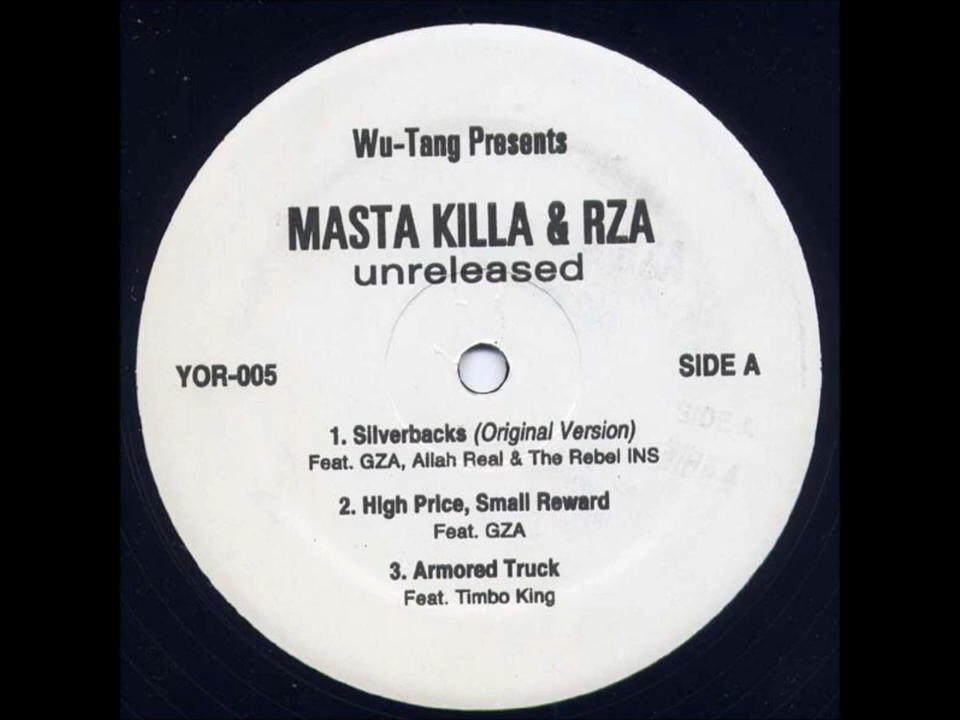 Wu-Tang Presents
MASTA KILLA & RZA
unreleased
YOR-005
SIDE A
1. Silverbacks (Original Version)
Feat. GZA, Allah Real & The Rebel INS
2. High Price, Small Reward
Feat. GZA
3. Armored Truck
Feat. Timbo King